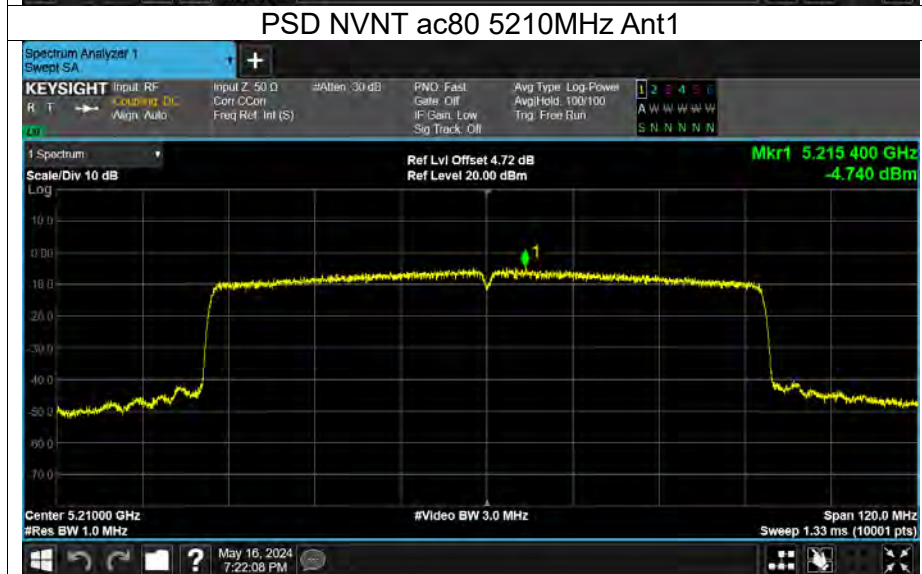 PSD NVNT ac80 5210MHz Ant1
Spectrum Analyzer 1
Swept SA
+
KEYSIGHT Input: RF
R T
Coupling: DC
Align: Auto
Input Z: 50 Ω
Corr CCorr
Freq Ref: Int (S)
#Atten: 30 dB
PNO: Fast
Gate: Off
IF Gain: Low
Sig Track: Off
Avg Type: Log-Power
Avg|Hold: 100/100
Trig: Free Run
1 2 3 4 5 6
A W W W W W
S N N N N N
1 Spectrum
Scale/Div 10 dB
Log
Ref Lvl Offset 4.72 dB
Ref Level 20.00 dBm
Mkr1 5.215 400 GHz
-4.740 dBm
10.0
0.00
-10.0
-20.0
-30.0
-40.0
-50.0
-60.0
-70.0
1
Center 5.21000 GHz
#Res BW 1.0 MHz
#Video BW 3.0 MHz
Span 120.0 MHz
Sweep 1.33 ms (10001 pts)
?
May 16, 2024
7:22:08 PM